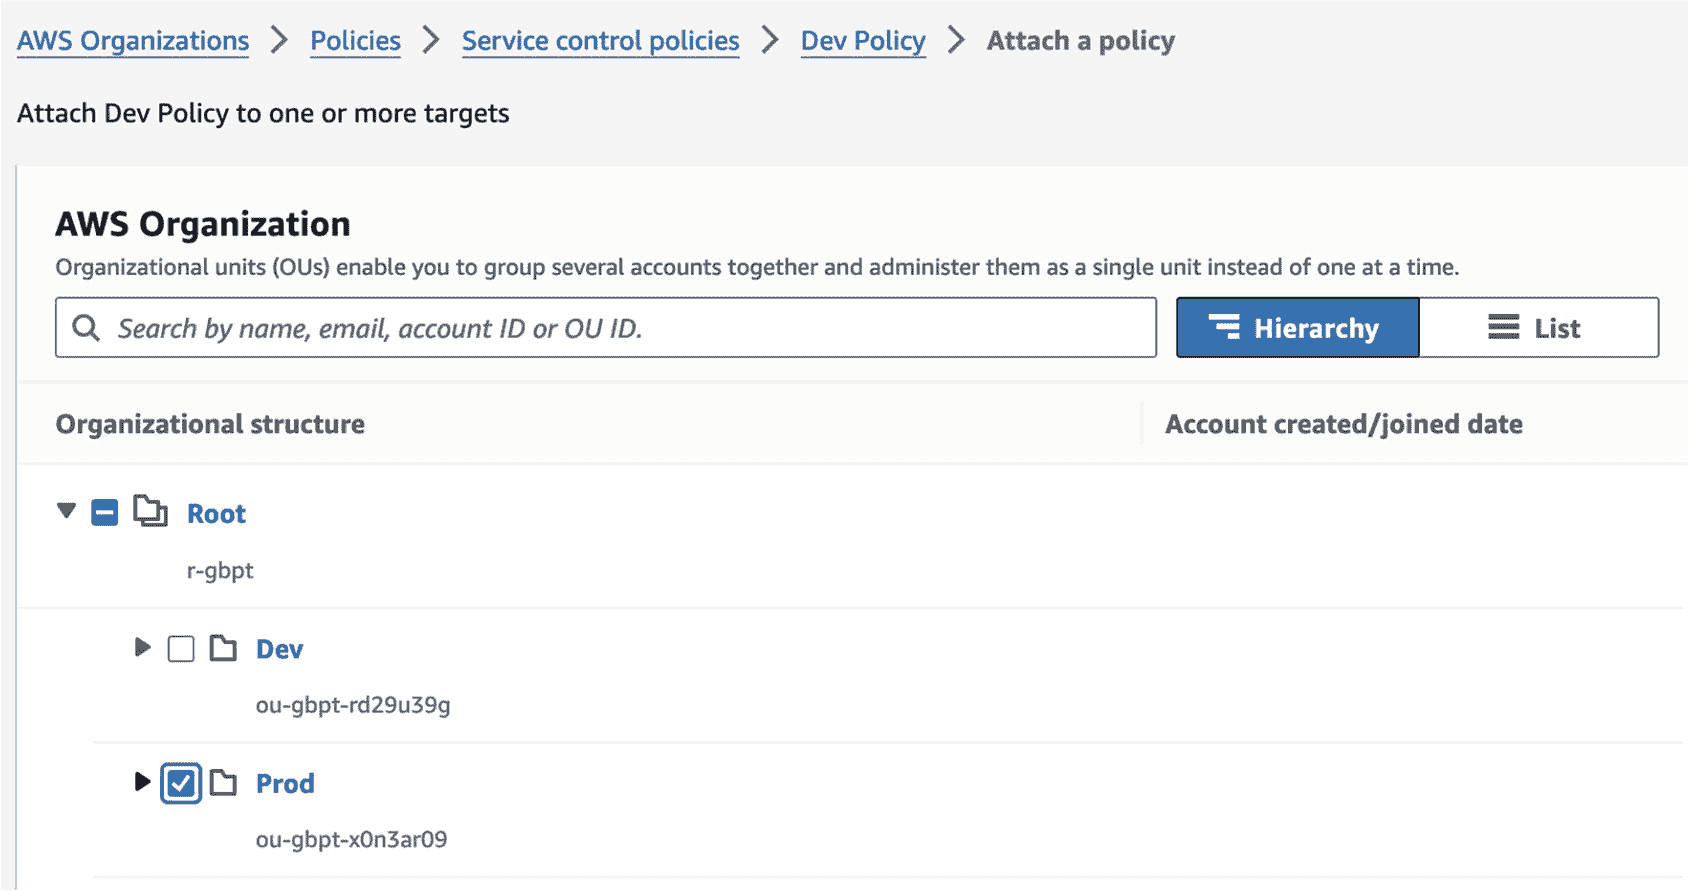 AWS Organizations > Policies > Service control policies > Dev Policy > Attach a policy
Attach Dev Policy to one or more targets
AWS Organization
Organizational units (OUs) enable you to group several accounts together and administer them as a single unit instead of one at a time.
Search by name, email, account ID or OU ID.
Hierarchy
List
Organizational structure
Account created/joined date
Root
r-gbpt
Dev
ou-gbpt-rd29u39g
Prod
ou-gbpt-x0n3ar09